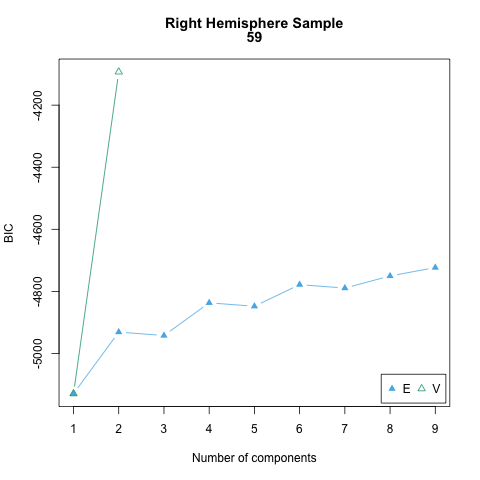 Right Hemisphere Sample
59
BIC
-4200
-4400
-4600
-4800
-5000
1 2 3 4 5 6 7 8 9
Number of components
E V